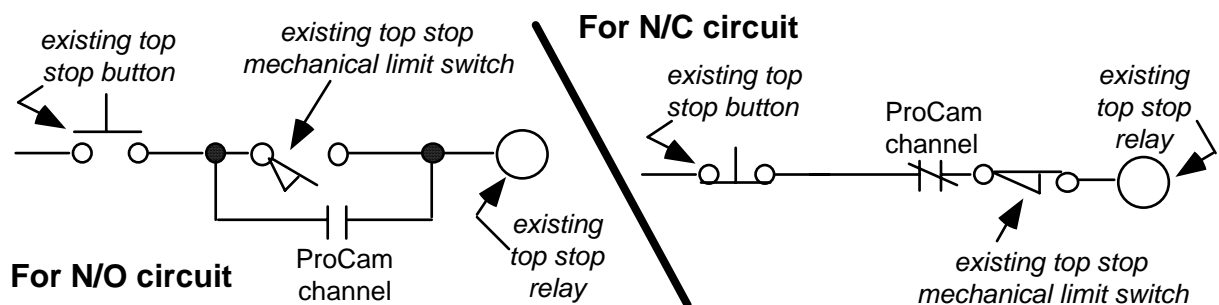 existing top
stop button
existing top stop
mechanical limit switch
ProCam
channel
existing
top stop
relay
For N/O circuit
For N/C circuit
existing top
stop button
ProCam
channel
existing
top stop
relay
existing top stop
mechanical limit switch